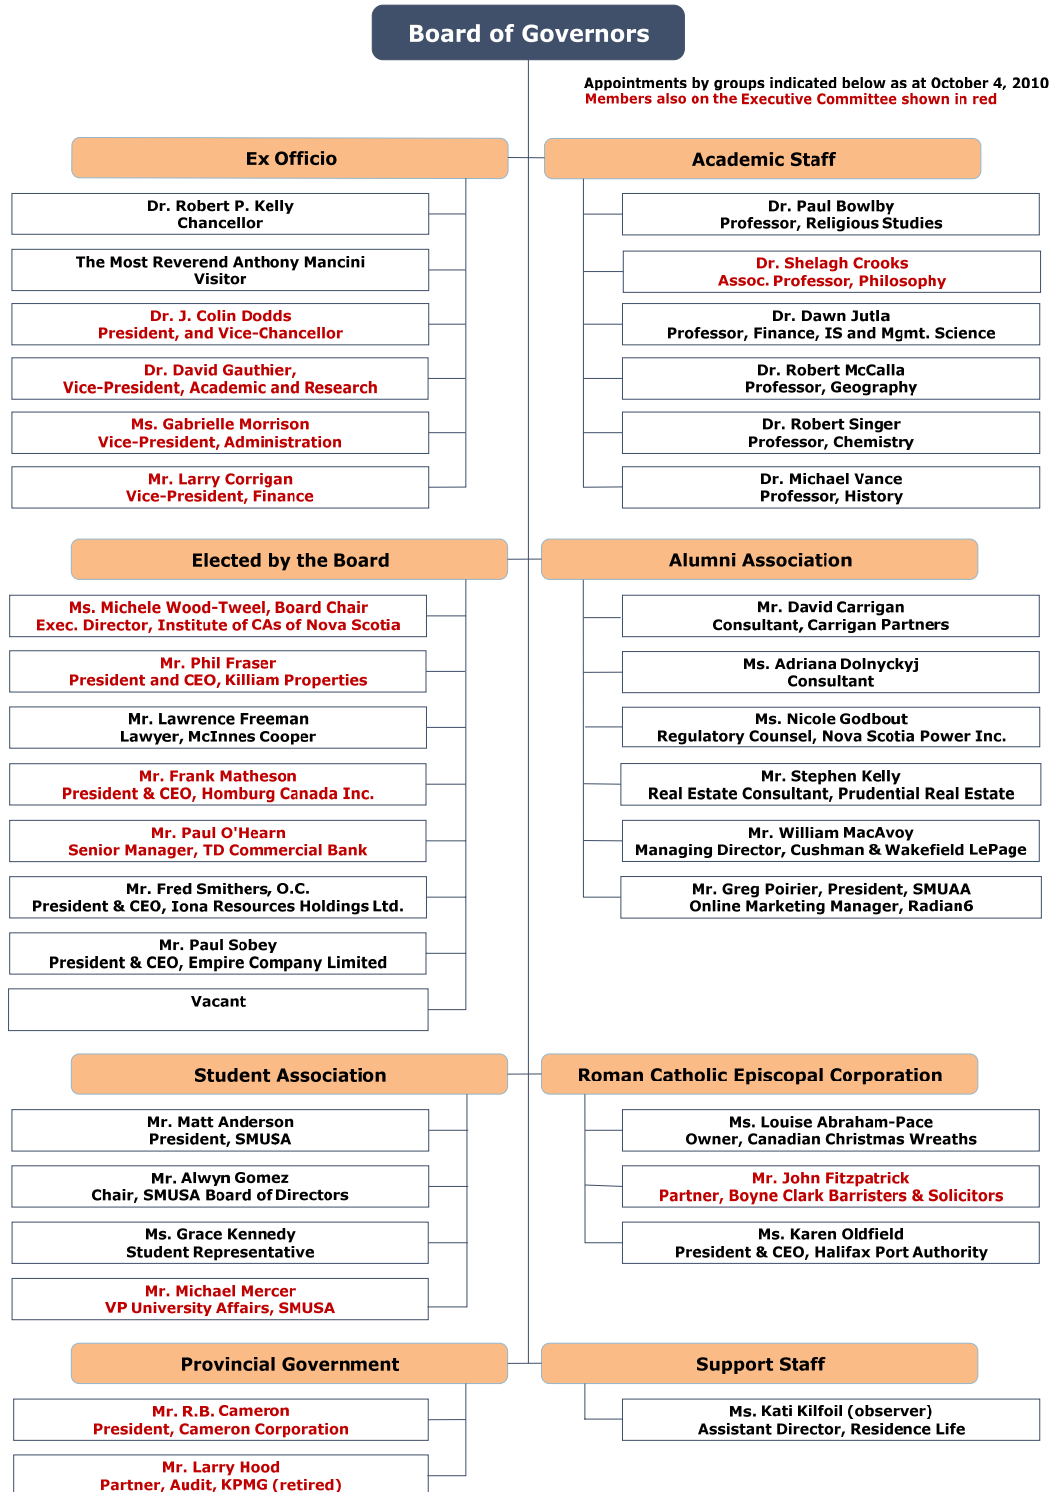 Board of Governors
Appointments by groups indicated below as at October 4, 2010
Members also on the Executive Committee shown in red
Ex Officio
Dr. Robert P. Kelly
Chancellor
The Most Reverend Anthony Mancini
Visitor
Dr. J. Colin Dodds
President, and Vice-Chancellor
Dr. David Gauthier,
Vice-President, Academic and Research
Ms. Gabrielle Morrison
Vice-President, Administration
Mr. Larry Corrigan
Vice-President, Finance
Academic Staff
Dr. Paul Bowlby
Professor, Religious Studies
Dr. Shelagh Crooks
Assoc. Professor, Philosophy
Dr. Dawn Jutla
Professor, Finance, IS and Mgmt. Science
Dr. Robert McCalla
Professor, Geography
Dr. Robert Singer
Professor, Chemistry
Dr. Michael Vance
Professor, History
Elected by the Board
Ms. Michele Wood-Tweel, Board Chair
Exec. Director, Institute of CAs of Nova Scotia
Mr. Phil Fraser
President and CEO, Killiam Properties
Mr. Lawrence Freeman
Lawyer, McInnes Cooper
Mr. Frank Matheson
President & CEO, Homburg Canada Inc.
Mr. Paul O'Hearn
Senior Manager, TD Commercial Bank
Mr. Fred Smithers, O.C.
President & CEO, Iona Resources Holdings Ltd.
Mr. Paul Sobey
President & CEO, Empire Company Limited
Vacant
Alumni Association
Mr. David Carrigan
Consultant, Carrigan Partners
Ms. Adriana Dolnyckyj
Consultant
Ms. Nicole Godbout
Regulatory Counsel, Nova Scotia Power Inc.
Mr. Stephen Kelly
Real Estate Consultant, Prudential Real Estate
Mr. William MacAvoy
Managing Director, Cushman & Wakefield LePage
Mr. Greg Poirier, President, SMUAA
Online Marketing Manager, Radian6
Student Association
Mr. Matt Anderson
President, SMUSA
Mr. Alwyn Gomez
Chair, SMUSA Board of Directors
Ms. Grace Kennedy
Student Representative
Mr. Michael Mercer
VP University Affairs, SMUSA
Roman Catholic Episcopal Corporation
Ms. Louise Abraham-Pace
Owner, Canadian Christmas Wreaths
Mr. John Fitzpatrick
Partner, Boyne Clark Barristers & Solicitors
Ms. Karen Oldfield
President & CEO, Halifax Port Authority
Provincial Government
Mr. R.B. Cameron
President, Cameron Corporation
Mr. Larry Hood
Partner, Audit, KPMG (retired)
Support Staff
Ms. Kati Kilfoil (observer)
Assistant Director, Residence Life